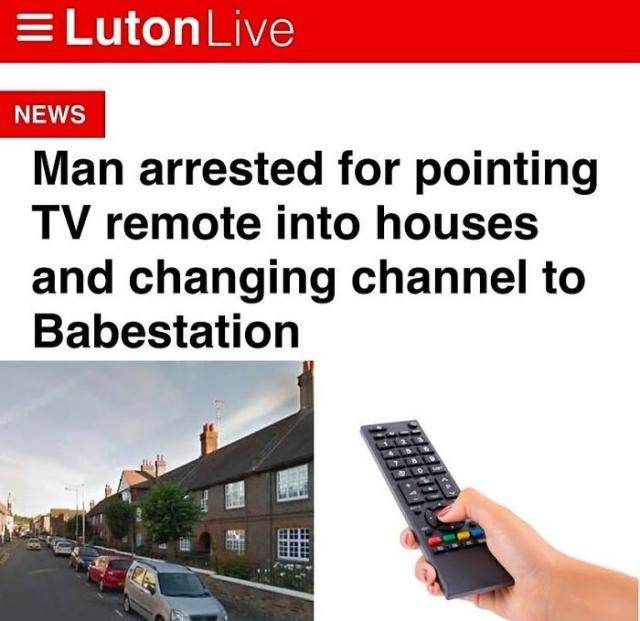 LutonLive
NEWS
Man arrested for pointing
TV remote into houses
and changing channel to
Babestation